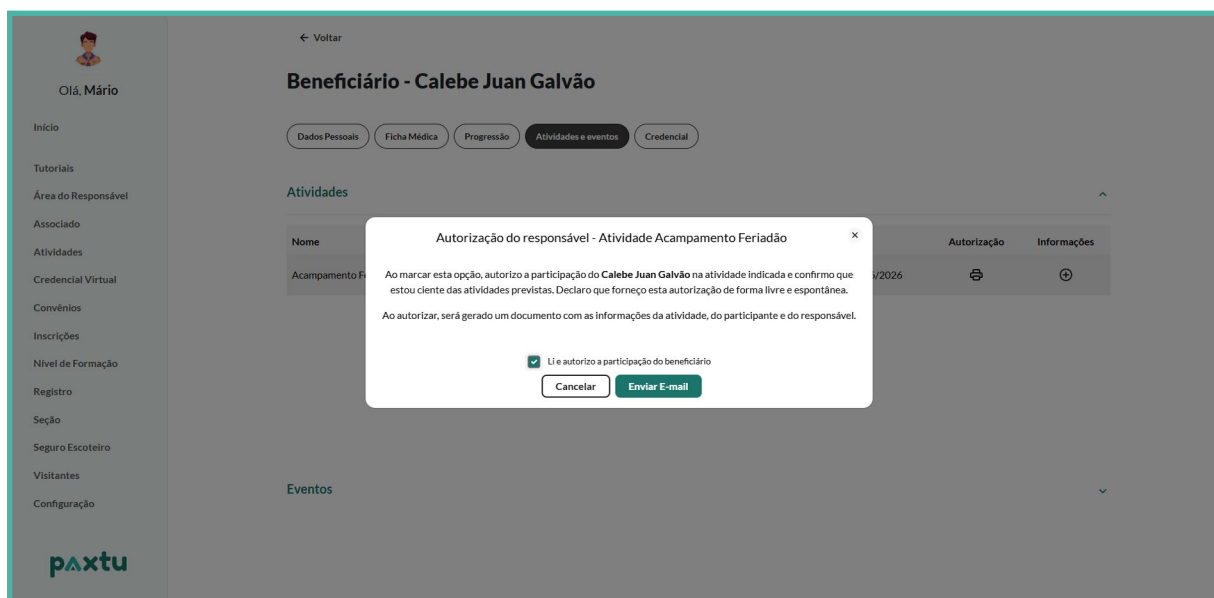 Olá, Mário
Início
Tutoriais
Área do Responsável
Associado
Atividades
Credencial Virtual
Convênios
Inscrições
Nível de Formação
Registro
Seção
Seguro Escoteiro
Visitantes
Configuração
paxtu
← Voltar
Beneficiário - Calebe Juan Galvão
Dados Pessoais Ficha Médica Progressão Atividades e eventos Credencial
Atividades
Nome Autorização Informações
Acampamento /2026
Autorização do responsável - Atividade Acampamento Feriadão ×
Ao marcar esta opção, autorizo a participação do Calebe Juan Galvão na atividade indicada e confirmo que
estou ciente das atividades previstas. Declaro que forneço esta autorização de forma livre e espontânea.
Ao autorizar, será gerado um documento com as informações da atividade, do participante e do responsável.
Li e autorizo a participação do beneficiário
Cancelar Enviar E-mail
Eventos